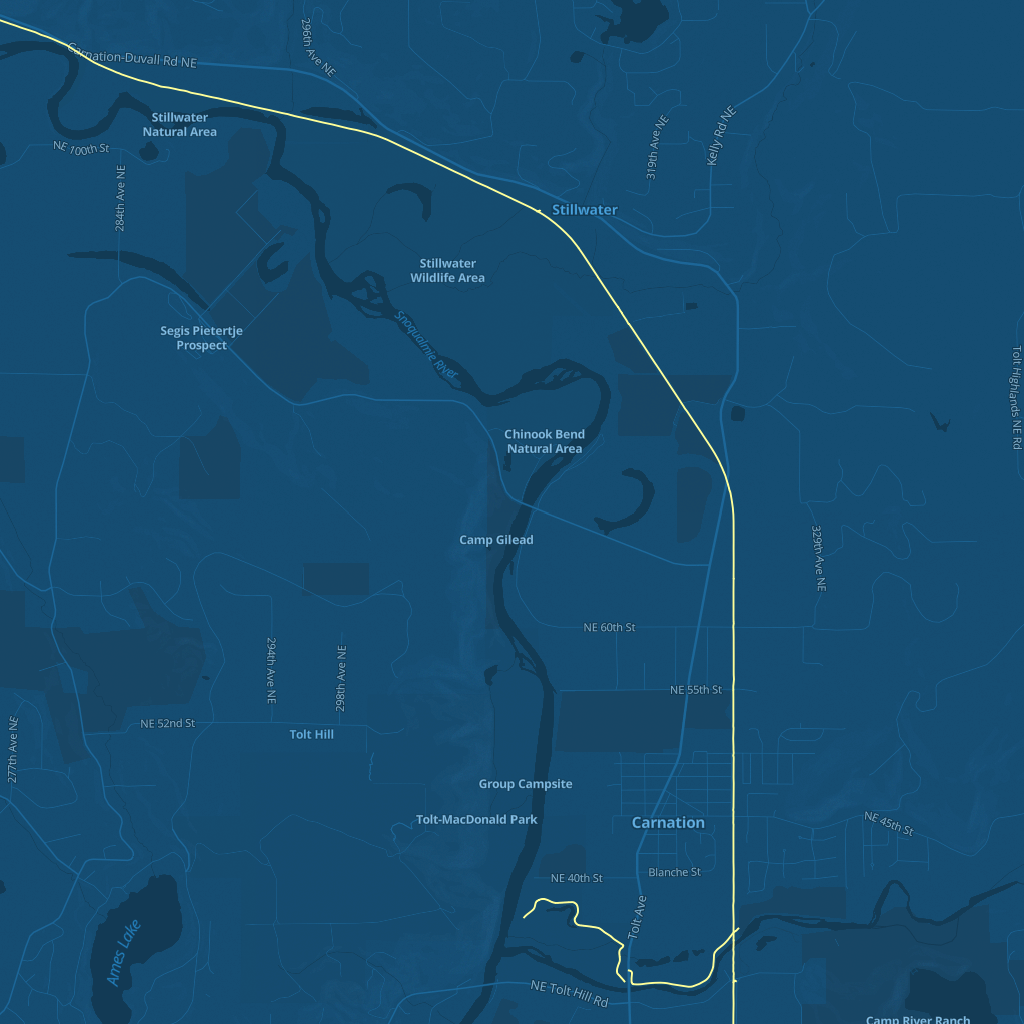 296th Ave NE
Carnation-Duvall Rd NE
Stillwater
Natural Area
NE 100th St
319th Ave NE
Kelly Rd NE
284th Ave NE
Stillwater
Stillwater
Wildlife Area
Segis Pietertje
Prospect
Snoqualmie River
Tolt Highlands NE Rd
Chinook Bend
Natural Area
Camp Gilead
329th Ave NE
NE 60th St
294th Ave NE
298th Ave NE
NE 55th St
NE 52nd St
277th Ave NE
Tolt Hill
Group Campsite
Tolt-MacDonald Park
Carnation
NE 45th St
Blanche St
NE 40th St
Tolt Ave
Ames Lake
NE Tolt Hill Rd
Camp River Ranch